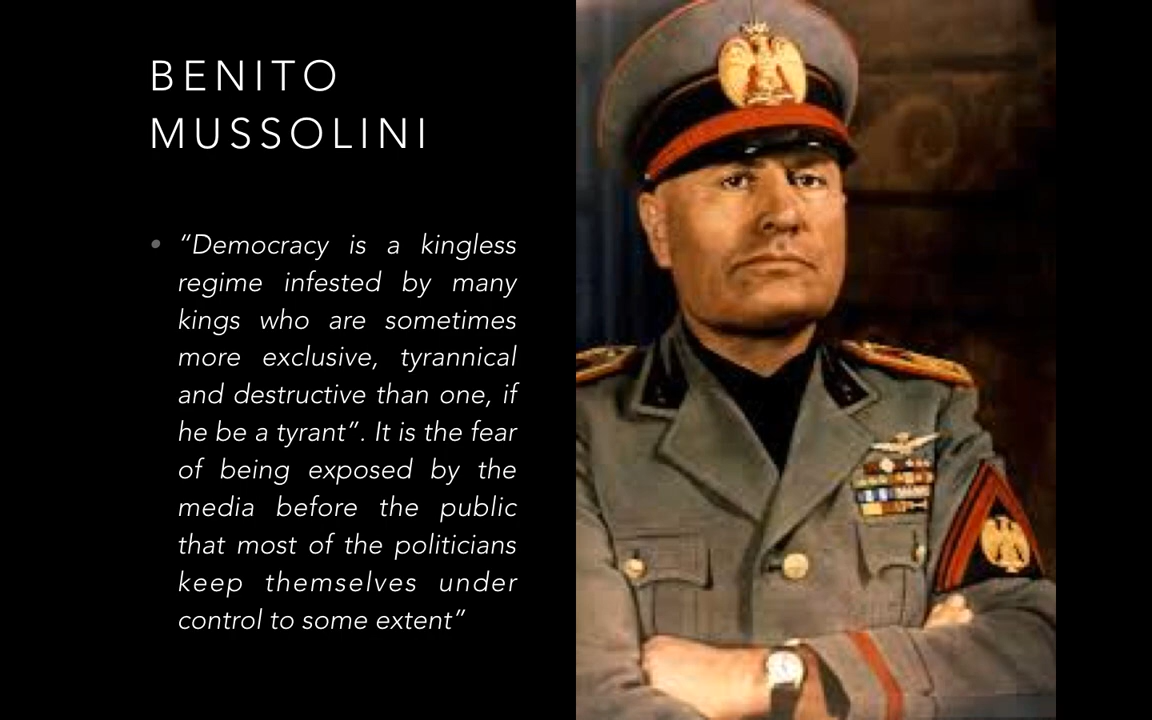 BENITO
MUSSOLINI
• “Democracy is a kingless
regime infested by many
kings who are sometimes
more exclusive, tyrannical
and destructive than one, if
he be a tyrant”. It is the fear
of being exposed by the
media before the public
that most of the politicians
keep themselves under
control to some extent”